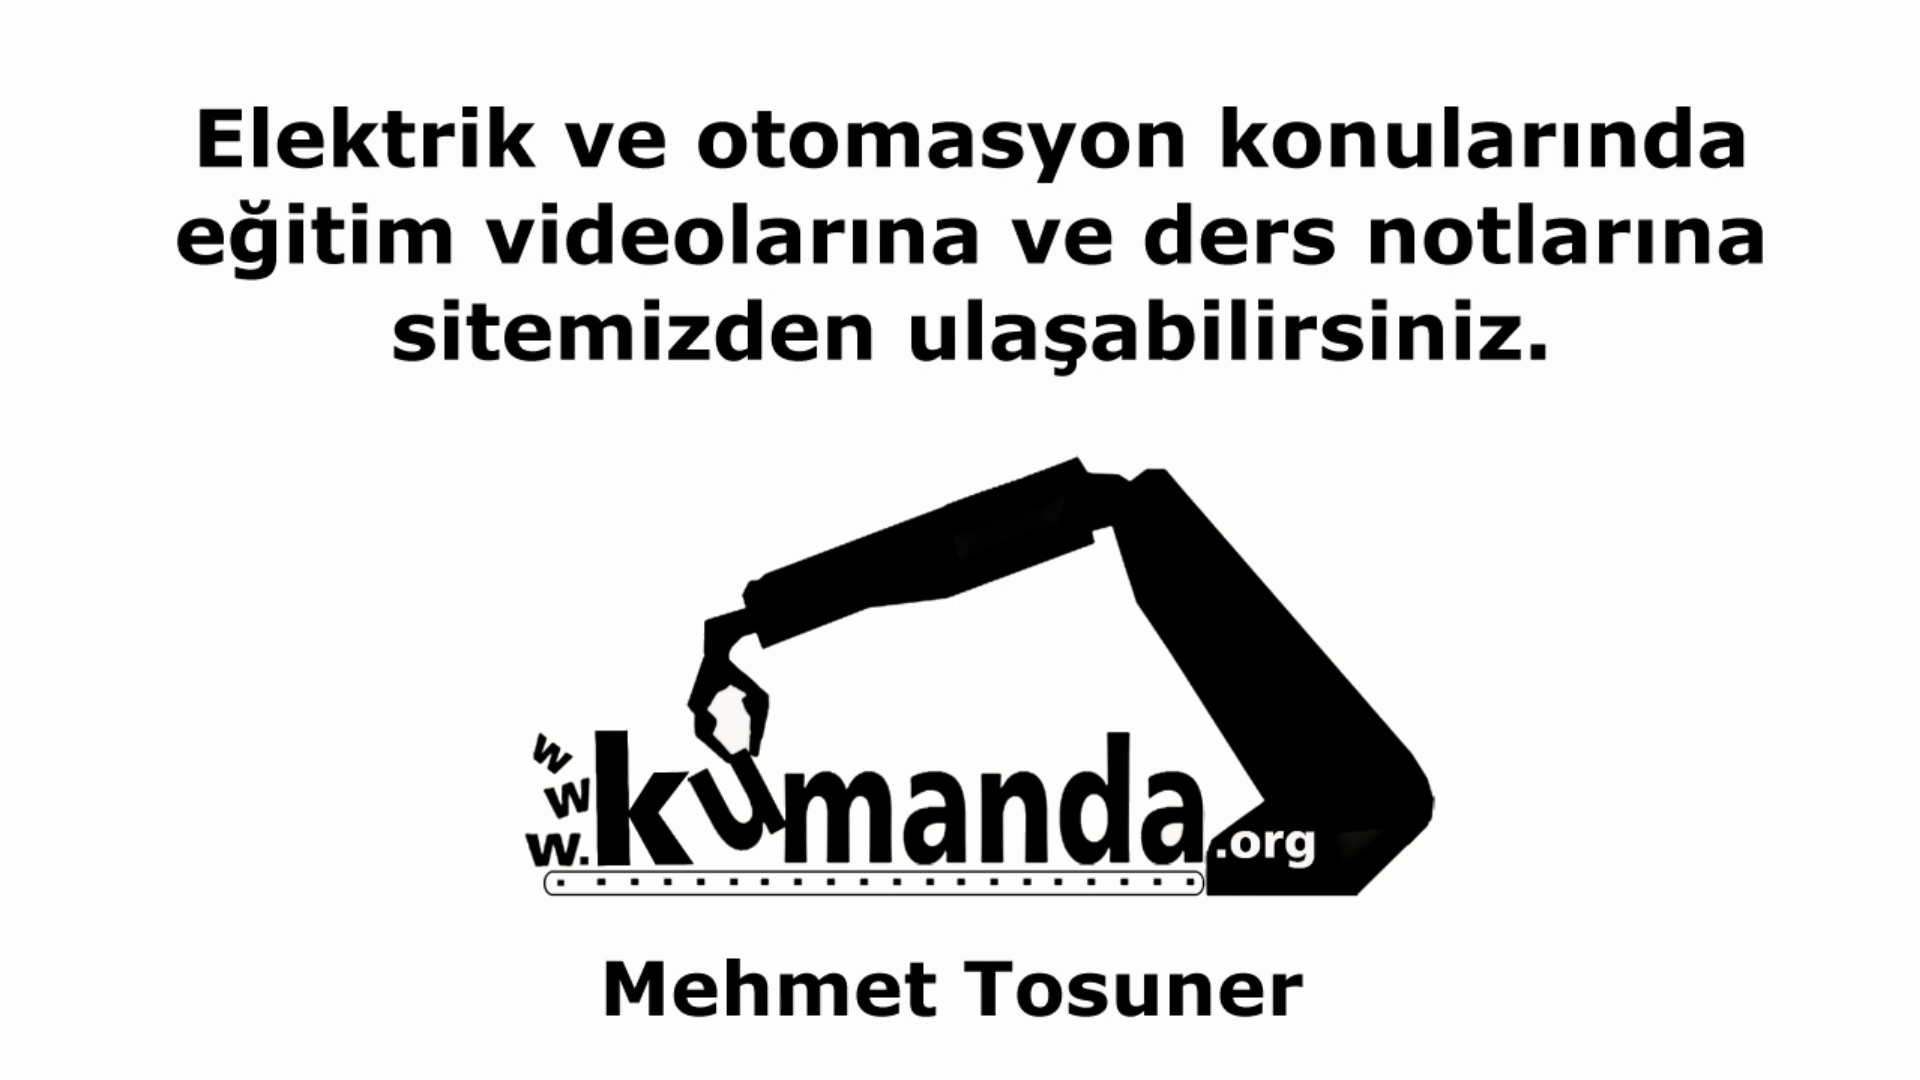 Elektrik ve otomasyon konularında
eğitim videolarına ve ders notlarına
sitemizden ulaşabilirsiniz.
www.kumanda.org
Mehmet Tosuner